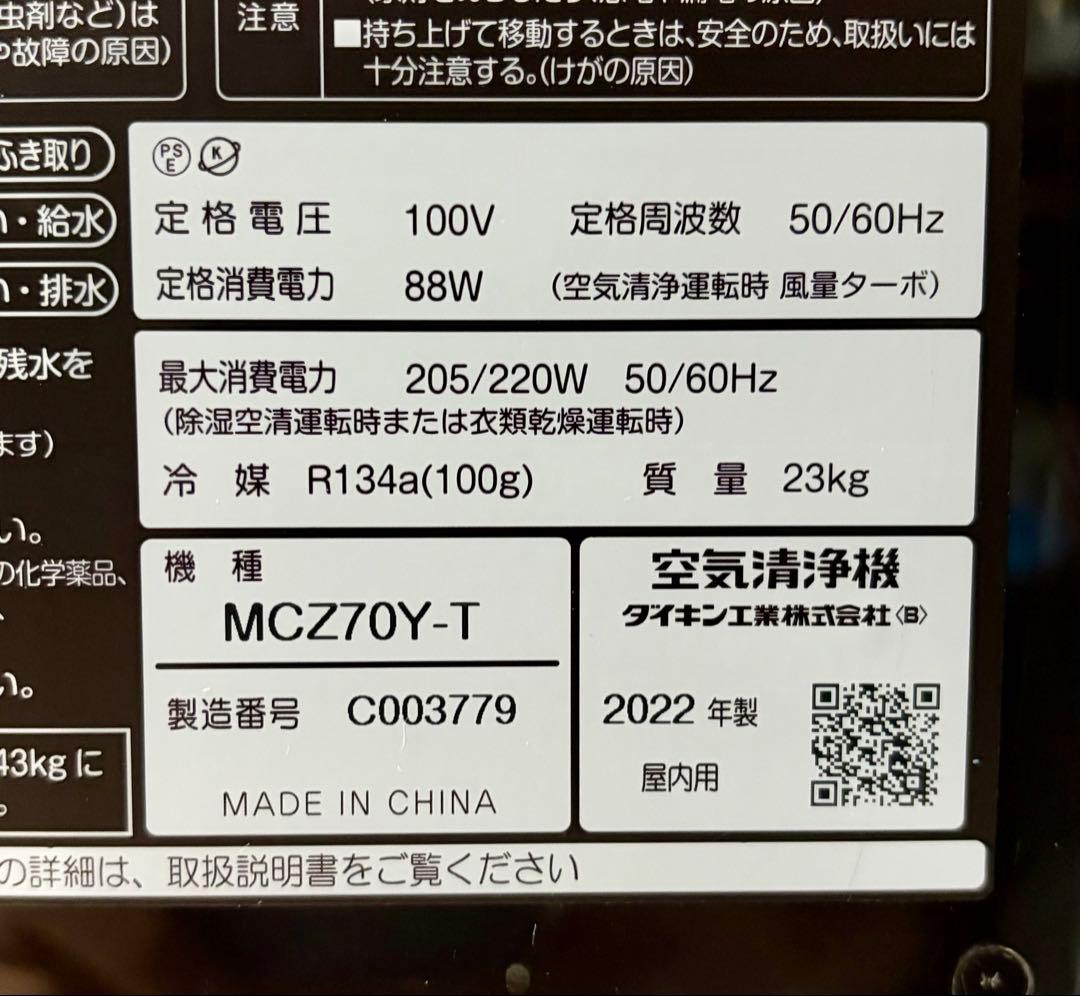 虫剤など)は
故障の原因)
注意
■持ち上げて移動するときは、安全のため、取扱いには
十分注意する。(けがの原因)
ふき取り
・給水
・排水
残水を
ます)
い。
の化学薬品、
い。
43kgに
PS
E
K
定格電圧 100V 定格周波数 50/60Hz
定格消費電力 88W (空気清浄運転時 風量ターボ)
最大消費電力 205/220W 50/60Hz
(除湿空清運転時または衣類乾燥運転時)
冷媒 R134a(100g) 質量 23kg
機種
MCZ70Y-T
製造番号 C003779
MADE IN CHINA
空気清浄機
ダイキン工業株式会社〈B〉
2022 年製
屋内用
の詳細は、取扱説明書をご覧ください